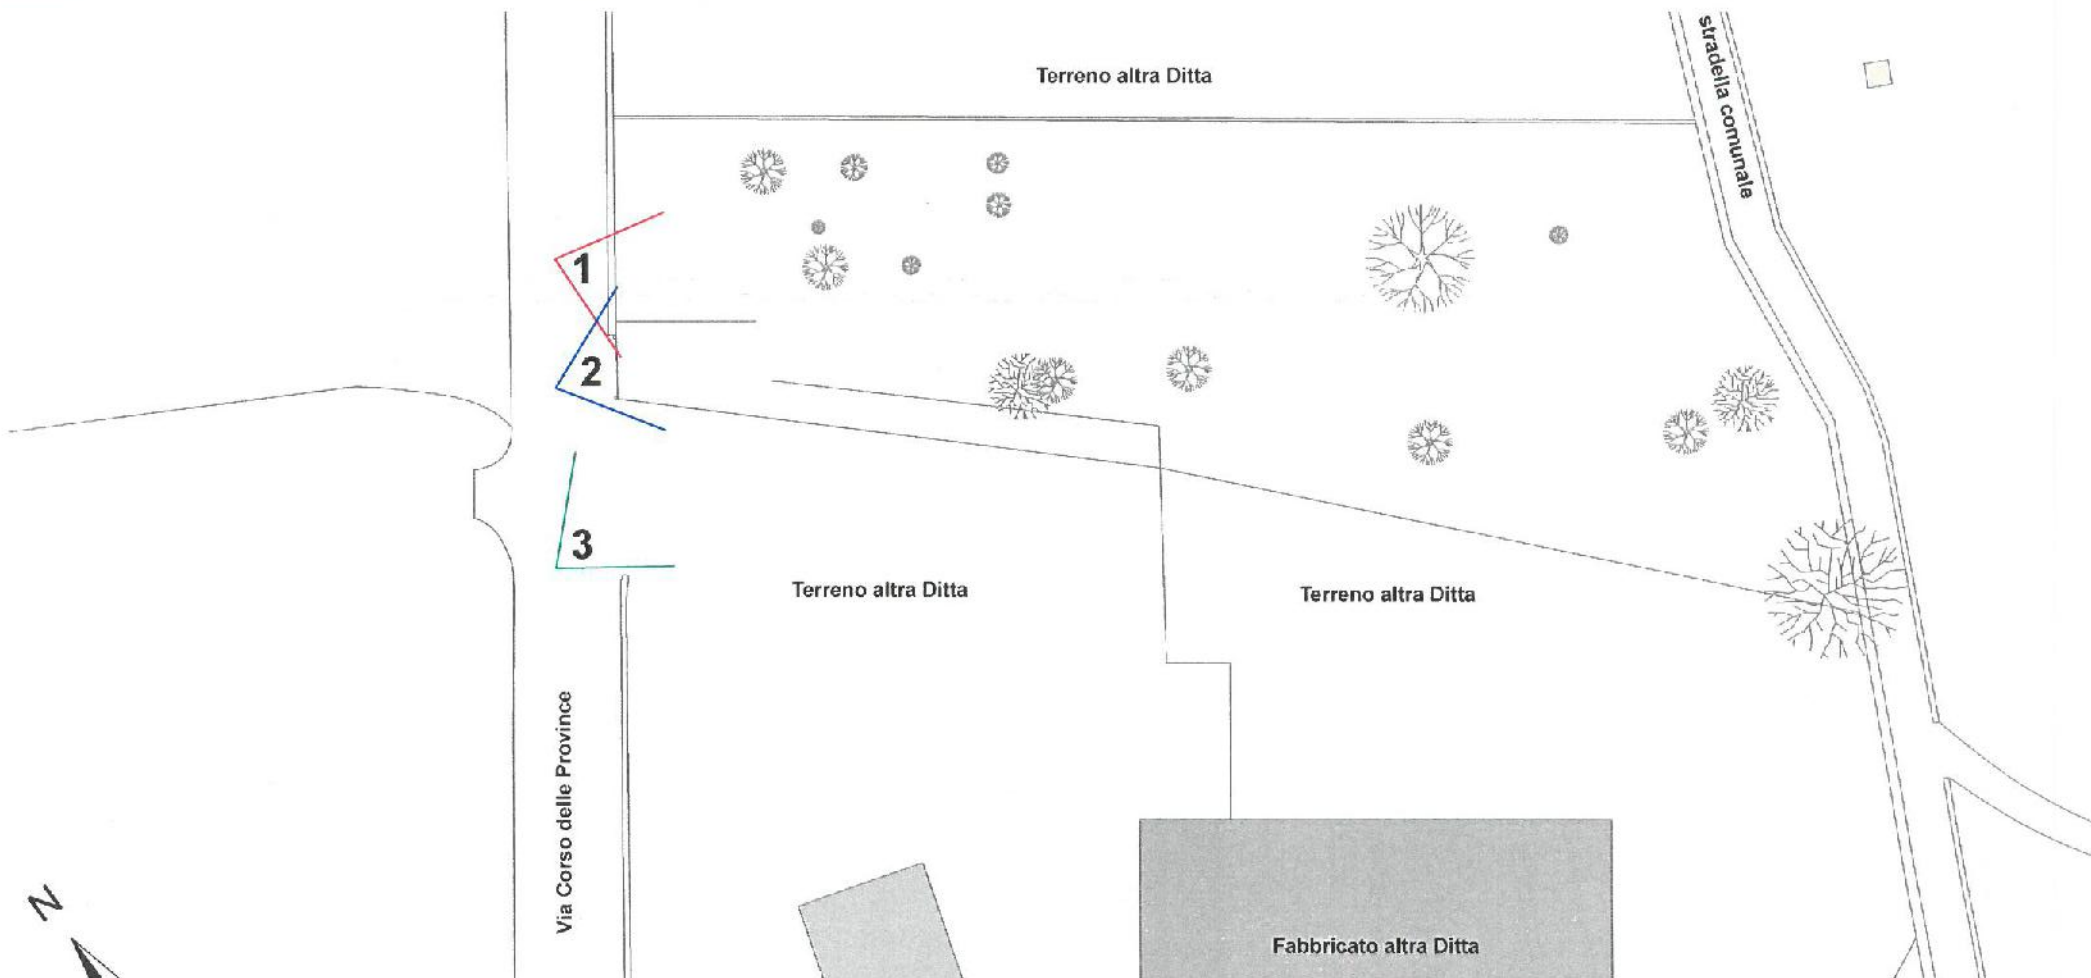 Terreno altra Ditta
stradella comunale
1
2
3
Terreno altra Ditta
Terreno altra Ditta
Via Corso delle Province
N
Fabbricato altra Ditta